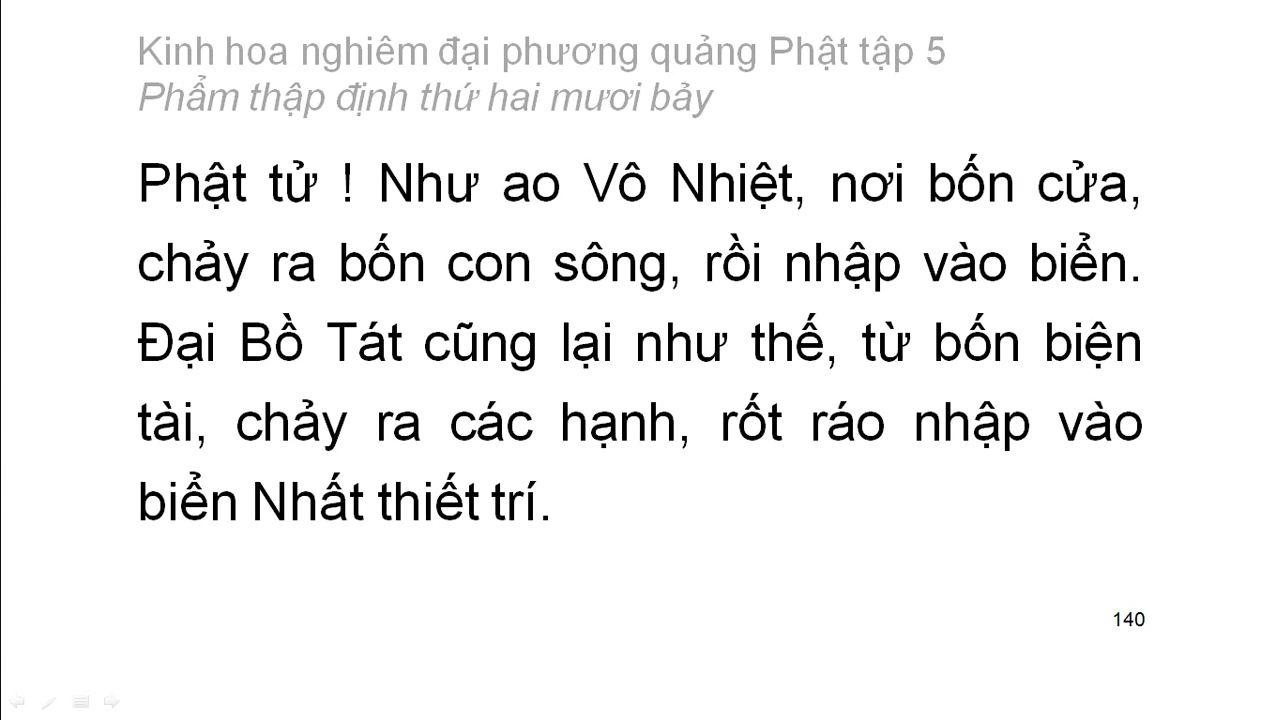 Kinh hoa nghiêm đại phương quảng Phật tập 5
Phẩm thập định thứ hai mươi bảy
Phật tử ! Như ao Vô Nhiệt, nơi bốn cửa,
chảy ra bốn con sông, rồi nhập vào biển.
Đại Bồ Tát cũng lại như thế, từ bốn biện
tài, chảy ra các hạnh, rốt ráo nhập vào
biển Nhất thiết trí.
140